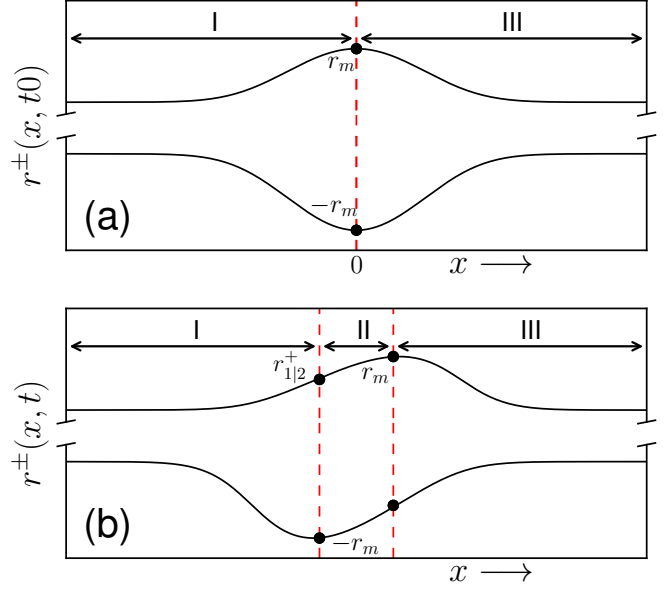 I III
r^±(x, t0)
r_m
−r_m
(a)
0 x ⟶
I II III
r^+_{1|2}
r_m
r^±(x, t)
−r_m
(b)
x ⟶